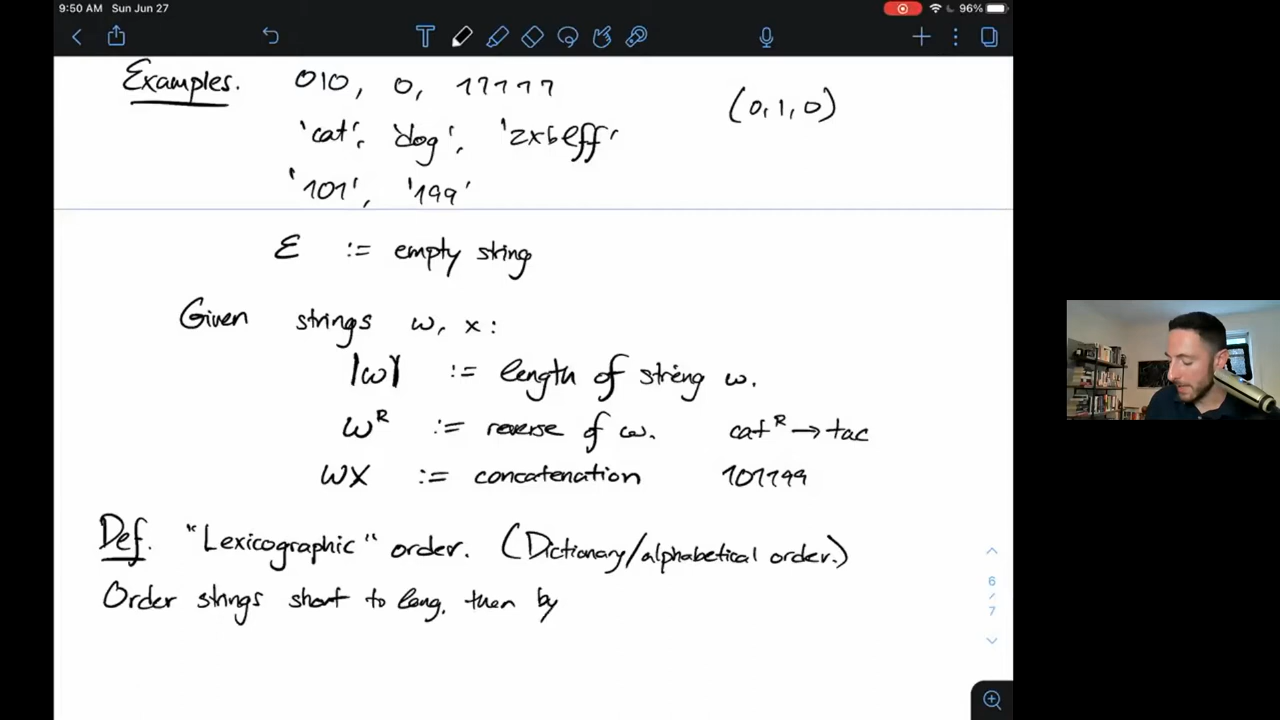 9:50 AM Sun Jun 27
96%
Examples. 010, 0, 11111
(0,1,0)
'cat', 'dog', 'zxbeff'
'101', '199'
ε := empty string
Given strings w, x:
|w| := length of string w.
w^R := reverse of w. cat^R → tac
wx := concatenation 101199
Def. "Lexicographic" order. (Dictionary/alphabetical order.)
Order strings short to long, then by
6
/
7